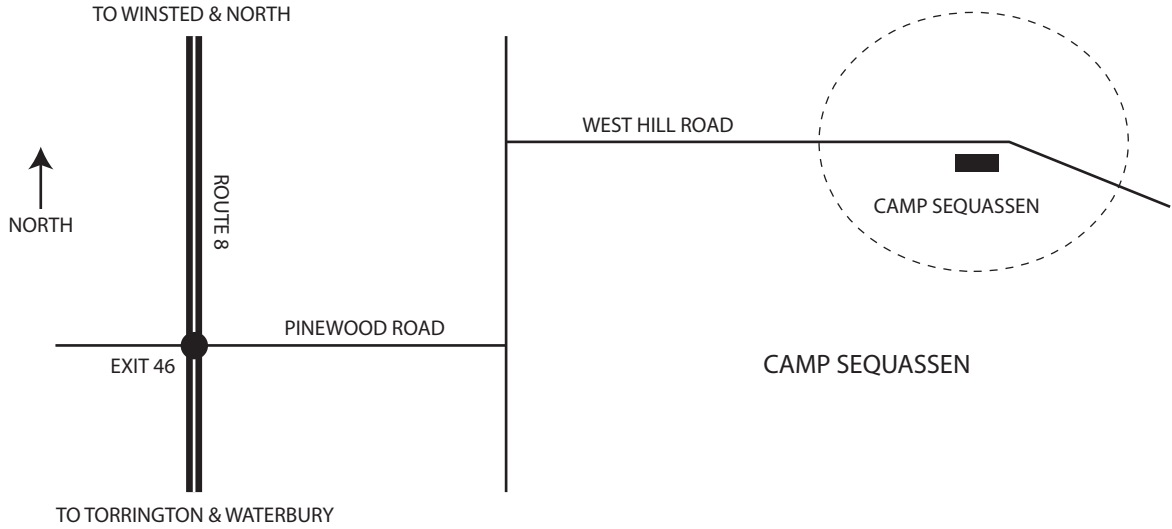 TO WINSTED & NORTH
WEST HILL ROAD
ROUTE 8
CAMP SEQUASSEN
NORTH
PINEWOOD ROAD
EXIT 46
CAMP SEQUASSEN
TO TORRINGTON & WATERBURY